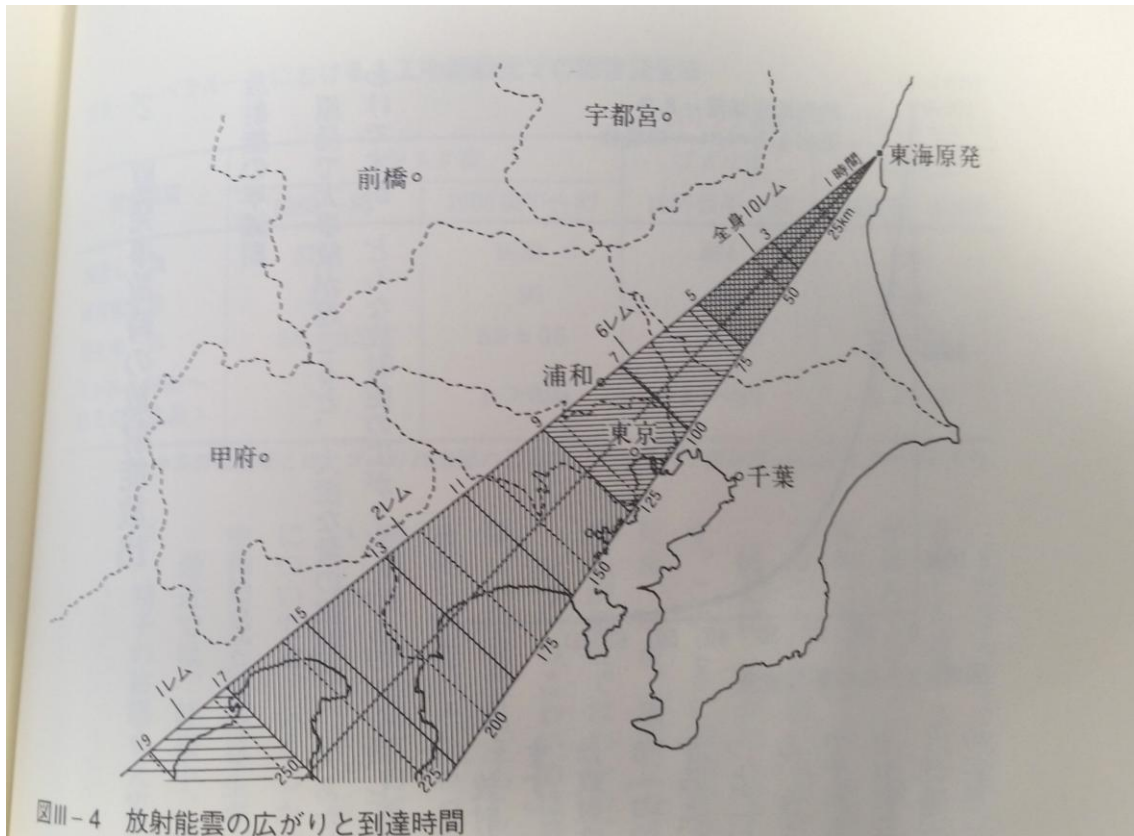 宇都宮
東海原発
前橋
1時間
25km
全身10レム
3
50
5
75
6レム
7
浦和
100
9
東京
千葉
甲府
125
11
2レム
150
13
175
15
200
1レム
17
225
19
250
図III-4 放射能雲の広がりと到達時間